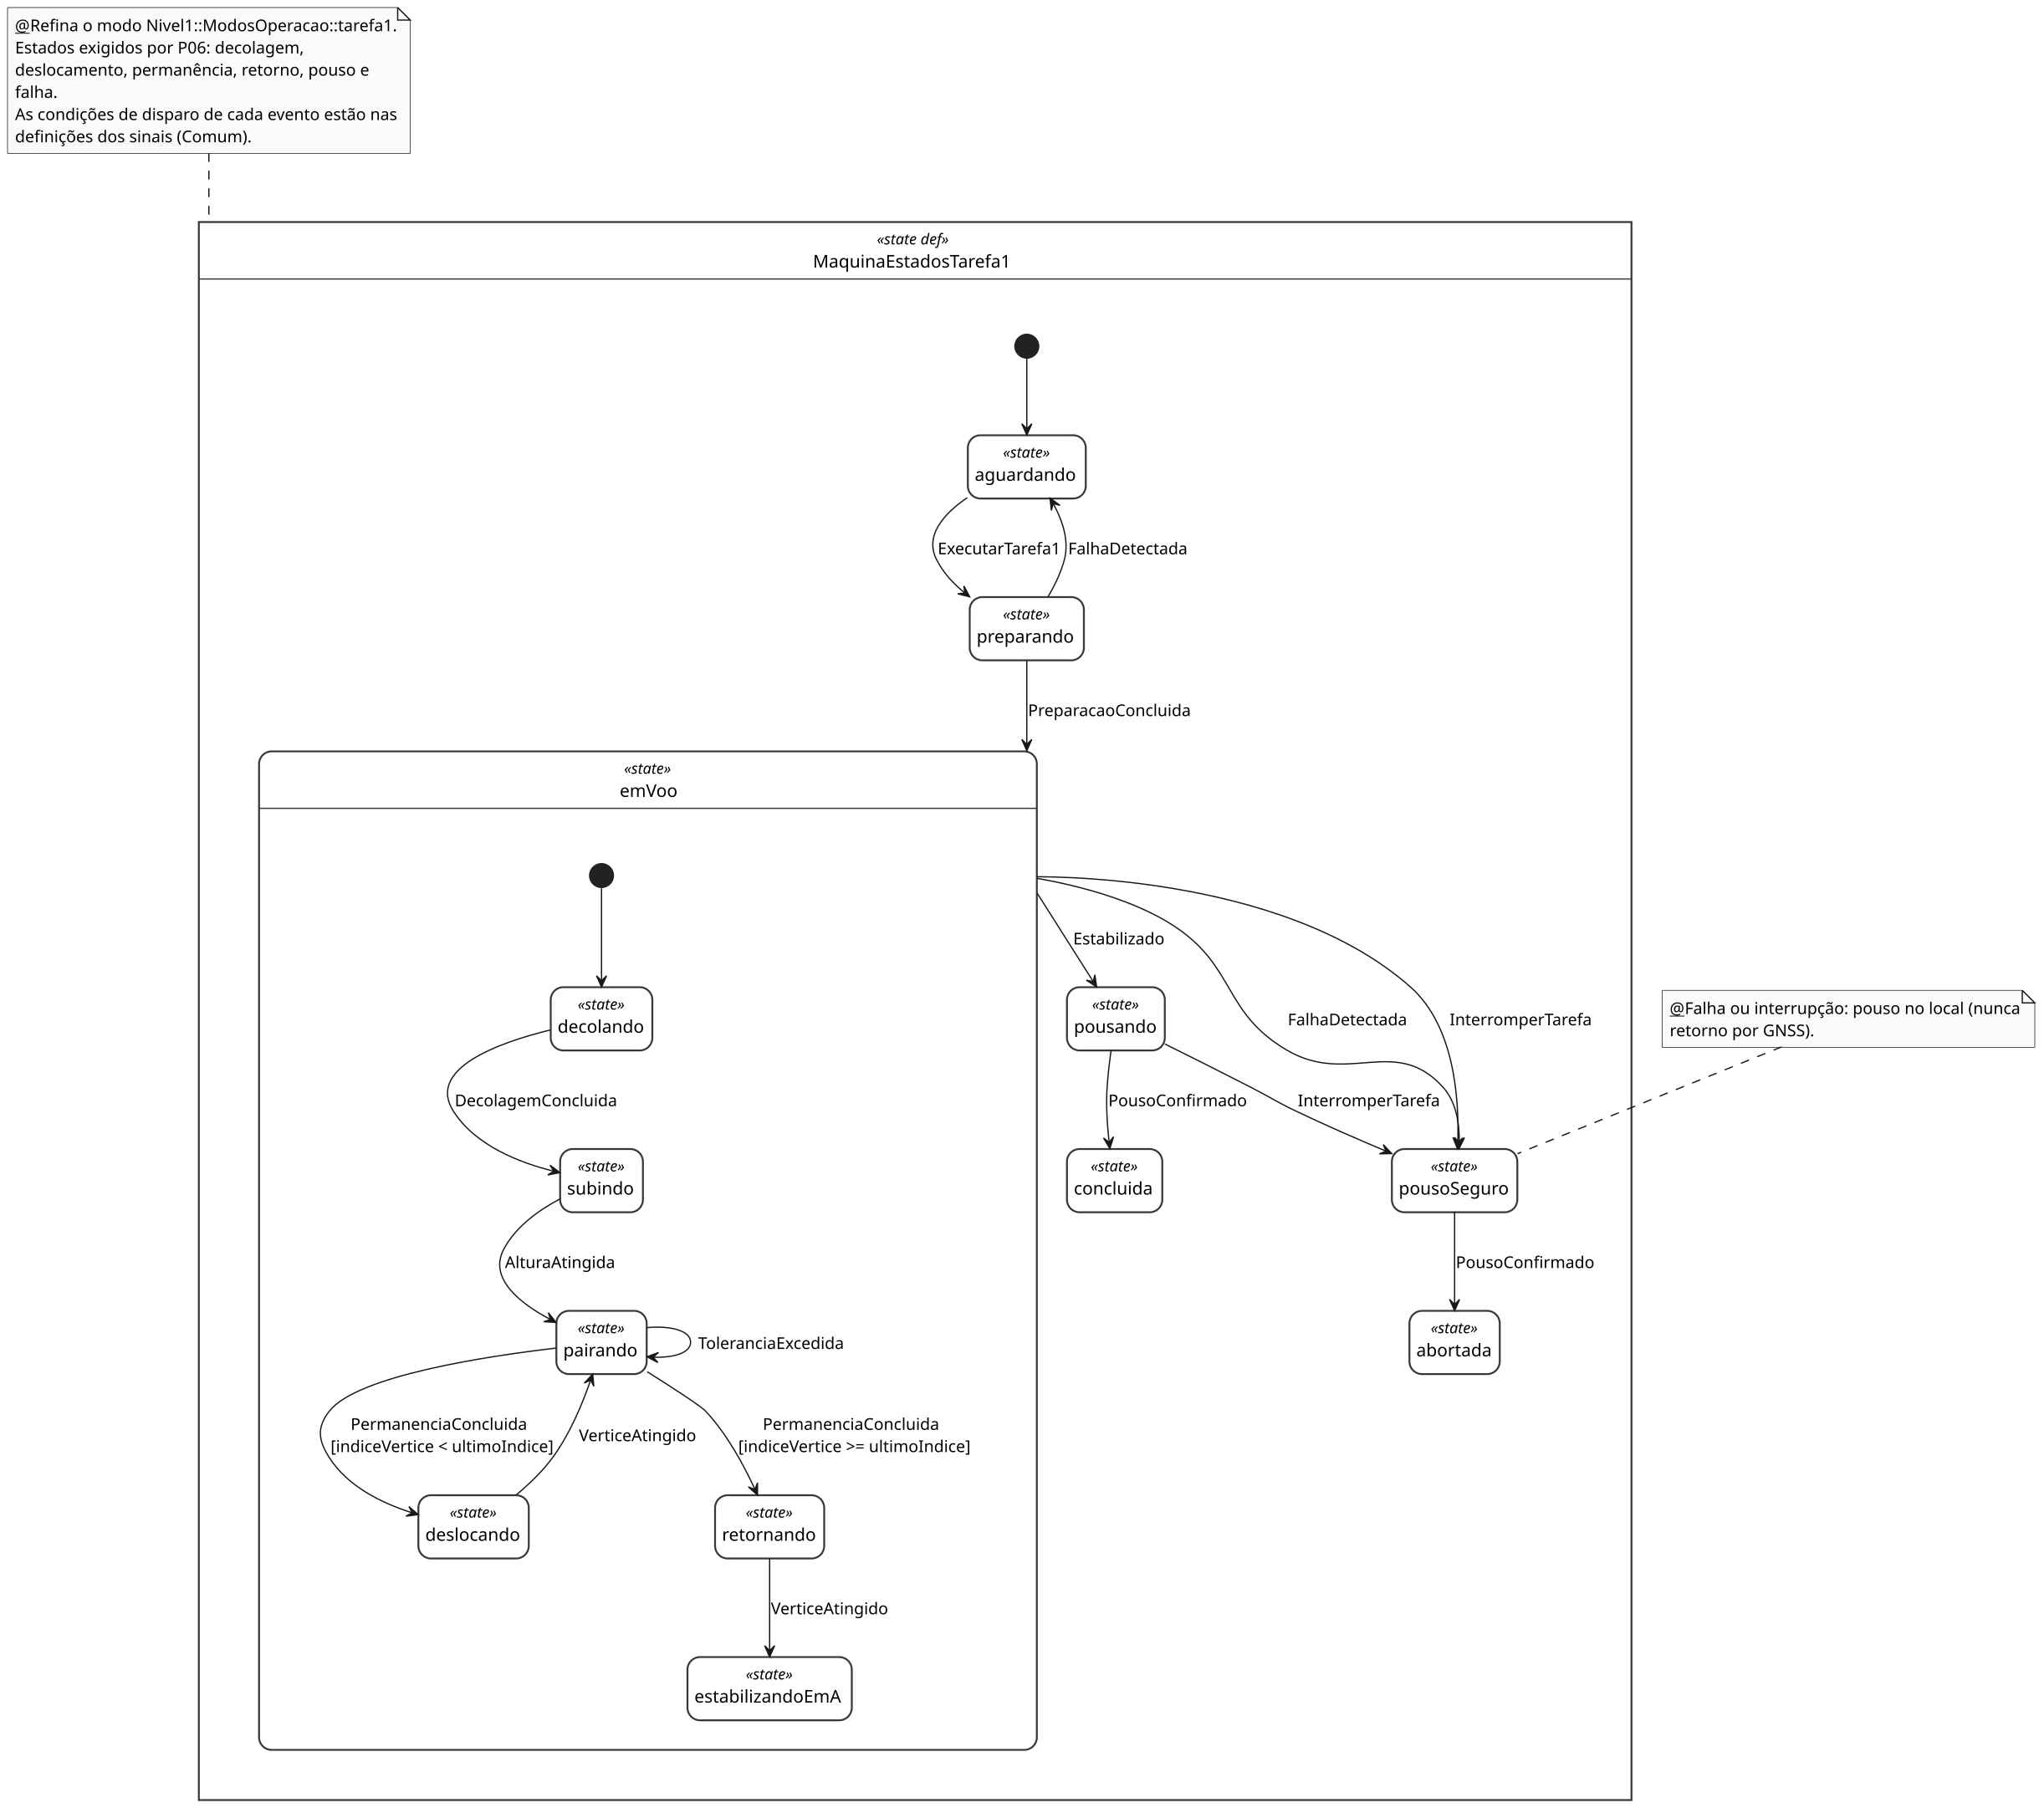 @Refina o modo Nivel1::ModosOperacao::tarefa1.
Estados exigidos por P06: decolagem,
deslocamento, permanência, retorno, pouso e
falha.
As condições de disparo de cada evento estão nas
definições dos sinais (Comum).
«state def»
MaquinaEstadosTarefa1
«state»
aguardando
ExecutarTarefa1
FalhaDetectada
«state»
preparando
PreparacaoConcluida
«state»
emVoo
«state»
decolando
DecolagemConcluida
«state»
subindo
AlturaAtingida
«state»
pairando
ToleranciaExcedida
PermanenciaConcluida
[indiceVertice < ultimoIndice]
VerticeAtingido
PermanenciaConcluida
[indiceVertice >= ultimoIndice]
«state»
deslocando
«state»
retornando
VerticeAtingido
«state»
estabilizandoEmA
Estabilizado
«state»
pousando
FalhaDetectada
InterromperTarefa
PousoConfirmado
InterromperTarefa
«state»
concluida
«state»
pousoSeguro
PousoConfirmado
«state»
abortada
@Falha ou interrupção: pouso no local (nunca
retorno por GNSS).